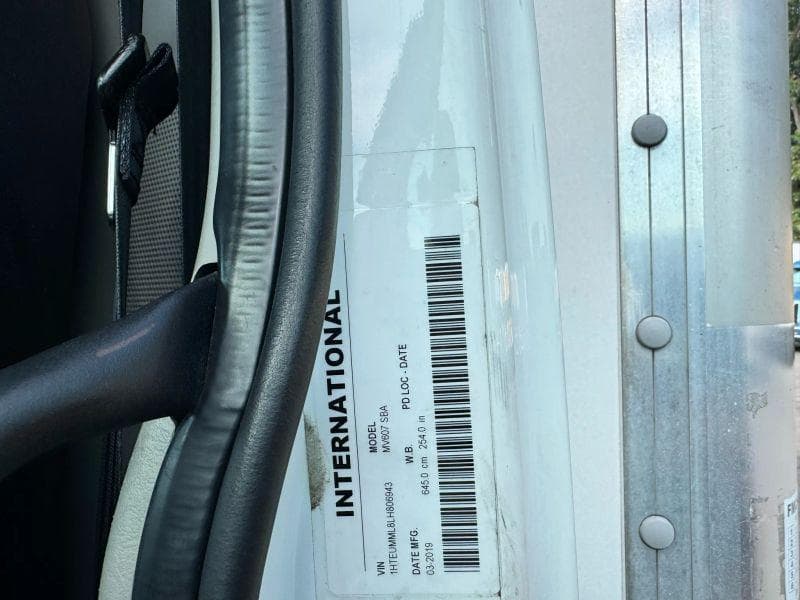 INTERNATIONAL
VIN MODEL
1HTEUMML8LH806943 MV607 SBA
DATE MFG. W.B. PD LOC - DATE
03-2019 645.0 cm 254.0 in